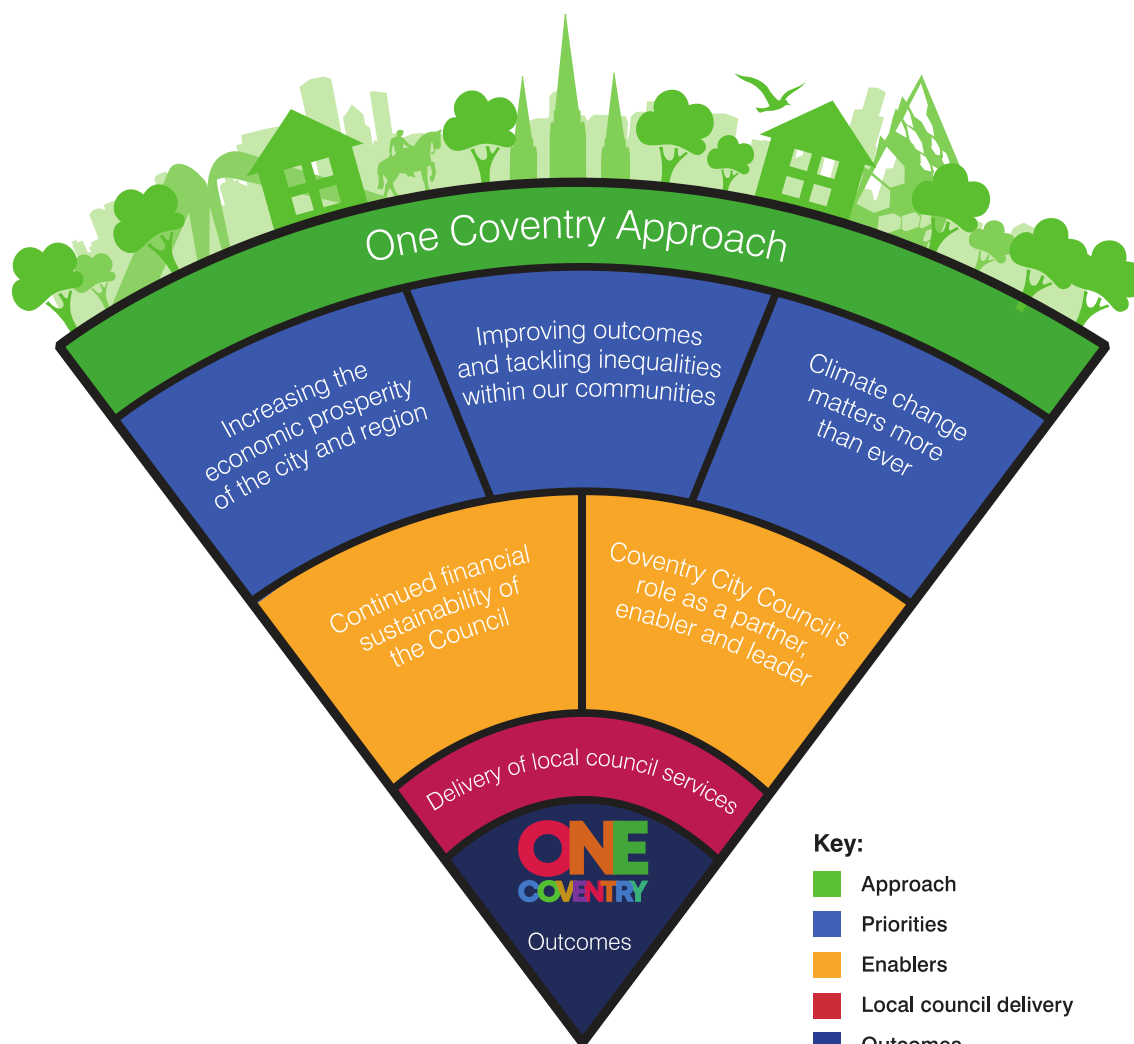 One Coventry Approach
Increasing the
economic prosperity
of the city and region
Improving outcomes
and tackling inequalities
within our communities
Climate change
matters more
than ever
Continued financial
sustainability of
the Council
Coventry City Council's
role as a partner,
enabler and leader
Delivery of local council services
ONE
COVENTRY
Outcomes
Key:
Approach
Priorities
Enablers
Local council delivery
Outcomes